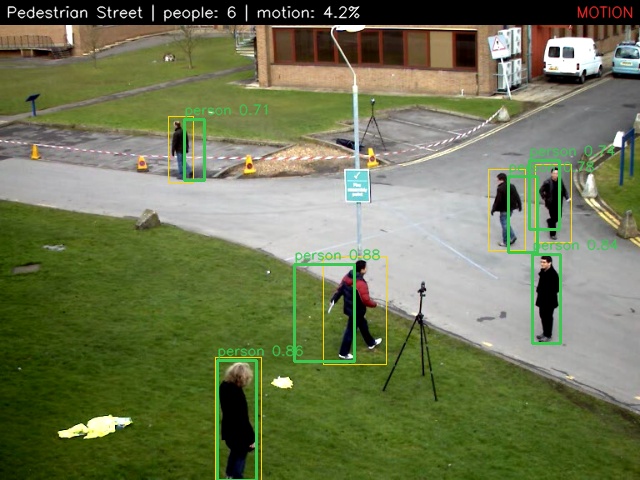 Pedestrian Street | people: 6 | motion: 4.2%
MOTION
person 0.71
person 0.88
person 0.84
person 0.86